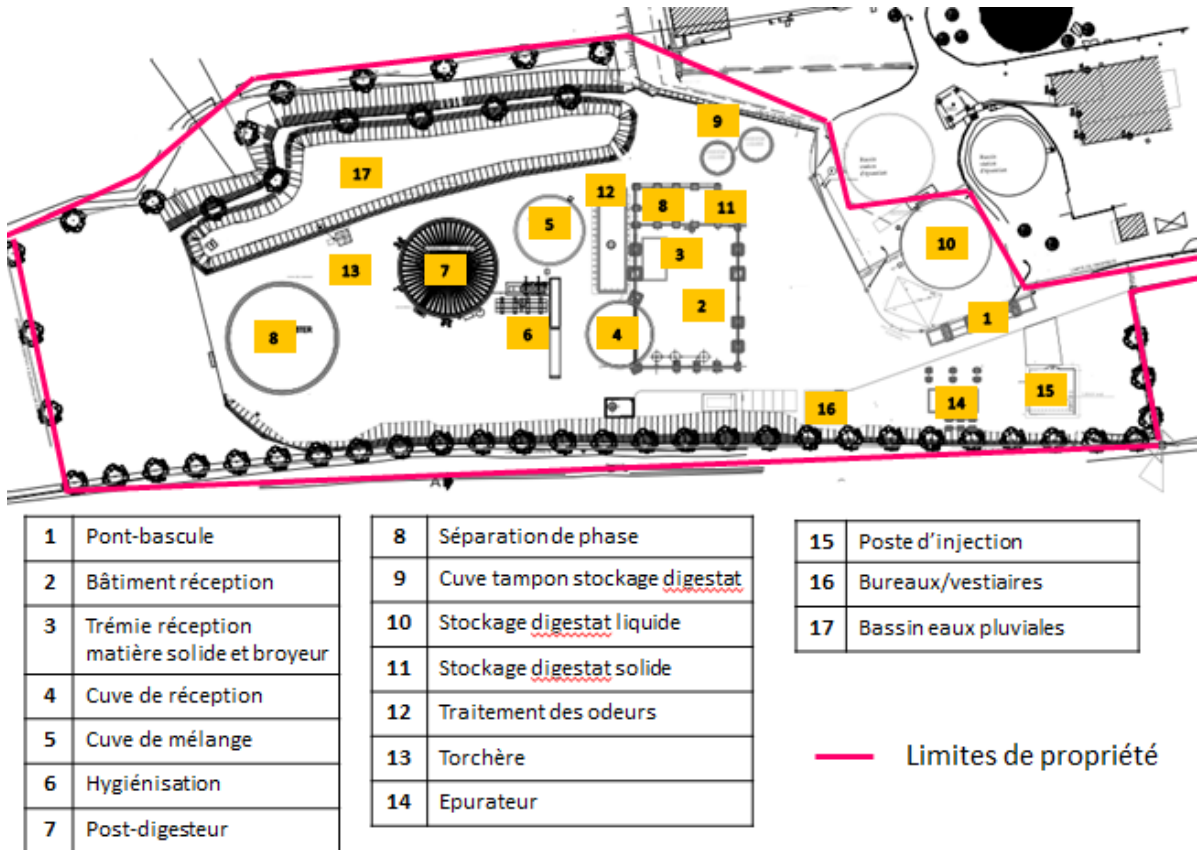 9
17
12
8
11
5
3
10
13
7
2
1
8
6
4
15
14
16
A
1 Pont-bascule
2 Bâtiment réception
3 Trémie réception
matière solide et broyeur
4 Cuve de réception
5 Cuve de mélange
6 Hygiénisation
7 Post-digesteur
8 Séparation de phase
9 Cuve tampon stockage digestat
10 Stockage digestat liquide
11 Stockage digestat solide
12 Traitement des odeurs
13 Torchère
14 Epurateur
15 Poste d'injection
16 Bureaux/vestiaires
17 Bassin eaux pluviales
Limites de propriété